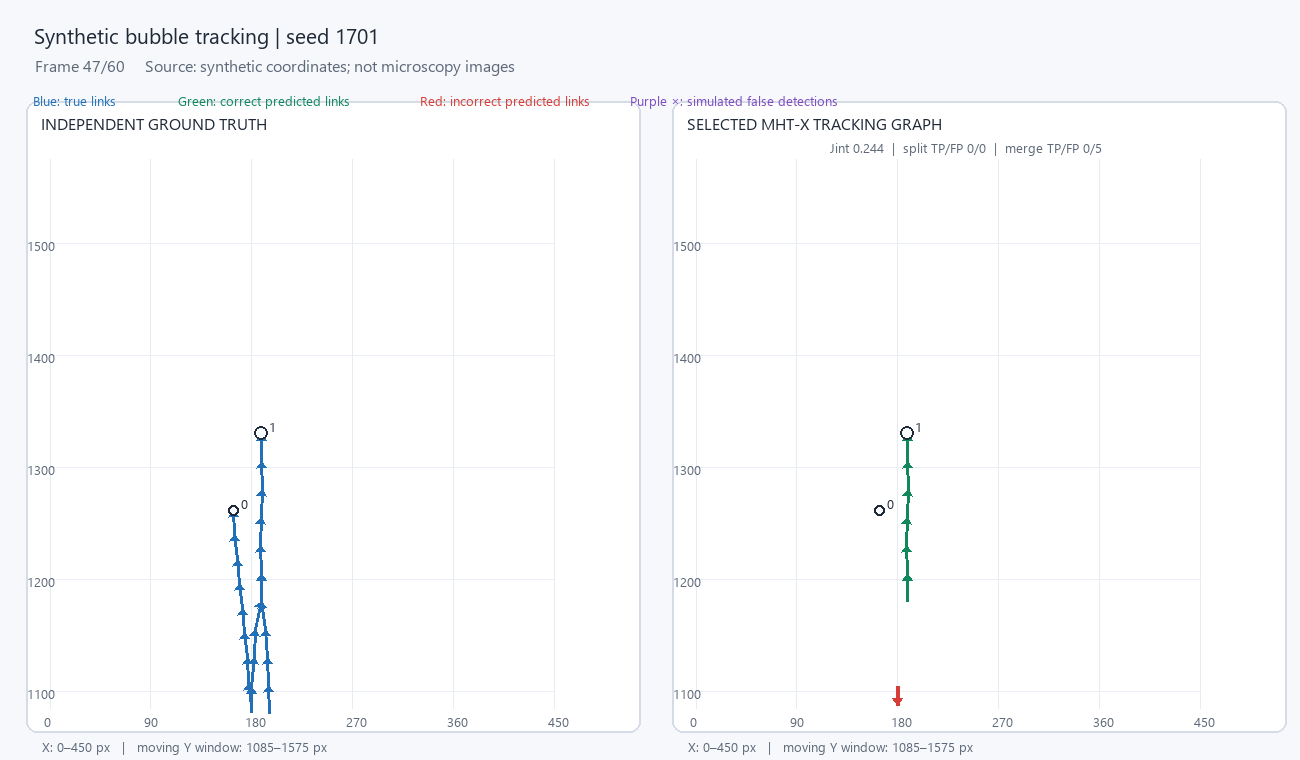 Synthetic bubble tracking | seed 1701
Frame 47/60 Source: synthetic coordinates; not microscopy images
Blue: true links Green: correct predicted links Red: incorrect predicted links Purple ×: simulated false detections
INDEPENDENT GROUND TRUTH
1500
1400
1300
1200
1100
1
0
0 90 180 270 360 450
X: 0–450 px | moving Y window: 1085–1575 px
SELECTED MHT-X TRACKING GRAPH
Jint 0.244 | split TP/FP 0/0 | merge TP/FP 0/5
1500
1400
1300
1200
1100
1
0
0 90 180 270 360 450
X: 0–450 px | moving Y window: 1085–1575 px